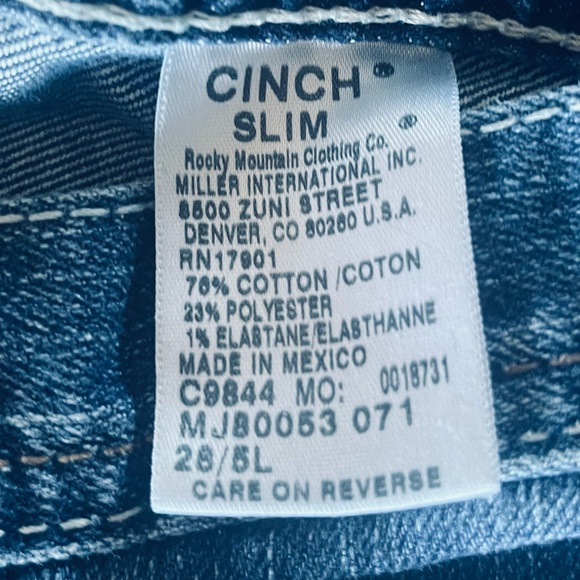 CINCH ®
SLIM
®
Rocky Mountain Clothing Co.
MILLER INTERNATIONAL INC.
8500 ZUNI STREET
DENVER, CO 80260 U.S.A.
RN17901
76% COTTON /COTON
23% POLYESTER
1% ELASTANE/ELASTHANNE
MADE IN MEXICO
C9844 MO: 0018731
MJ80053 071
28/5L
CARE ON REVERSE